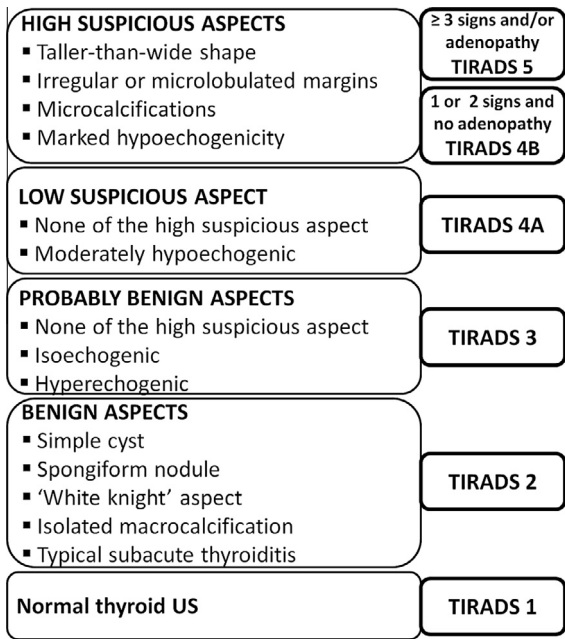 HIGH SUSPICIOUS ASPECTS
▪ Taller-than-wide shape
▪ Irregular or microlobulated margins
▪ Microcalcifications
▪ Marked hypoechogenicity
≥ 3 signs and/or
adenopathy
TIRADS 5
1 or 2 signs and
no adenopathy
TIRADS 4B
LOW SUSPICIOUS ASPECT
▪ None of the high suspicious aspect
▪ Moderately hypoechogenic
TIRADS 4A
PROBABLY BENIGN ASPECTS
▪ None of the high suspicious aspect
▪ Isoechogenic
▪ Hyperechogenic
TIRADS 3
BENIGN ASPECTS
▪ Simple cyst
▪ Spongiform nodule
▪ ‘White knight’ aspect
▪ Isolated macrocalcification
▪ Typical subacute thyroiditis
TIRADS 2
Normal thyroid US
TIRADS 1